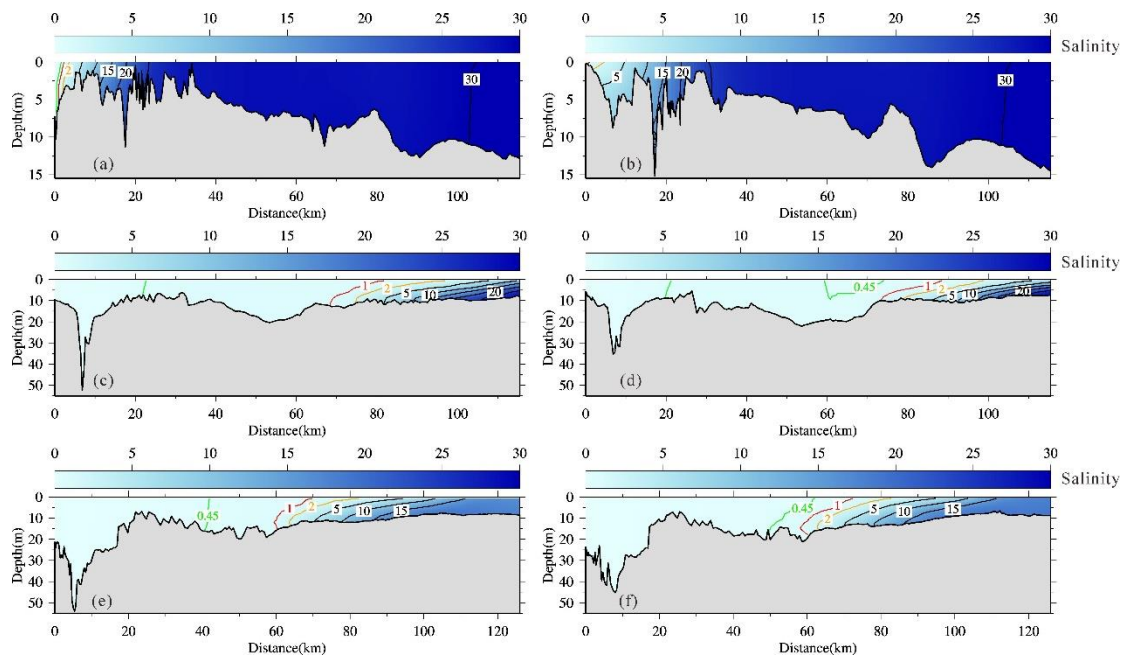 0 5 10 15 20 25 30
Salinity
0 5 10 15
Depth(m)
2 15 20 30
(a)
0 20 40 60 80 100
Distance(km)
0 5 10 15 20 25 30
0 5 10 15
Depth(m)
5 15 20 30
(b)
0 20 40 60 80 100
Distance(km)
0 5 10 15 20 25 30
Salinity
0 10 20 30 40 50
Depth(m)
1 2 5 10 20
(c)
0 20 40 60 80 100
Distance(km)
0 5 10 15 20 25 30
0 10 20 30 40 50
Depth(m)
0.45 1 2 5 10 20
(d)
0 20 40 60 80 100
Distance(km)
0 5 10 15 20 25 30
Salinity
0 10 20 30 40 50
Depth(m)
0.45 1 2 5 10 15
(e)
0 20 40 60 80 100 120
Distance(km)
0 5 10 15 20 25 30
0 10 20 30 40 50
Depth(m)
0.45 1 2 5 10 15
(f)
0 20 40 60 80 100 120
Distance(km)